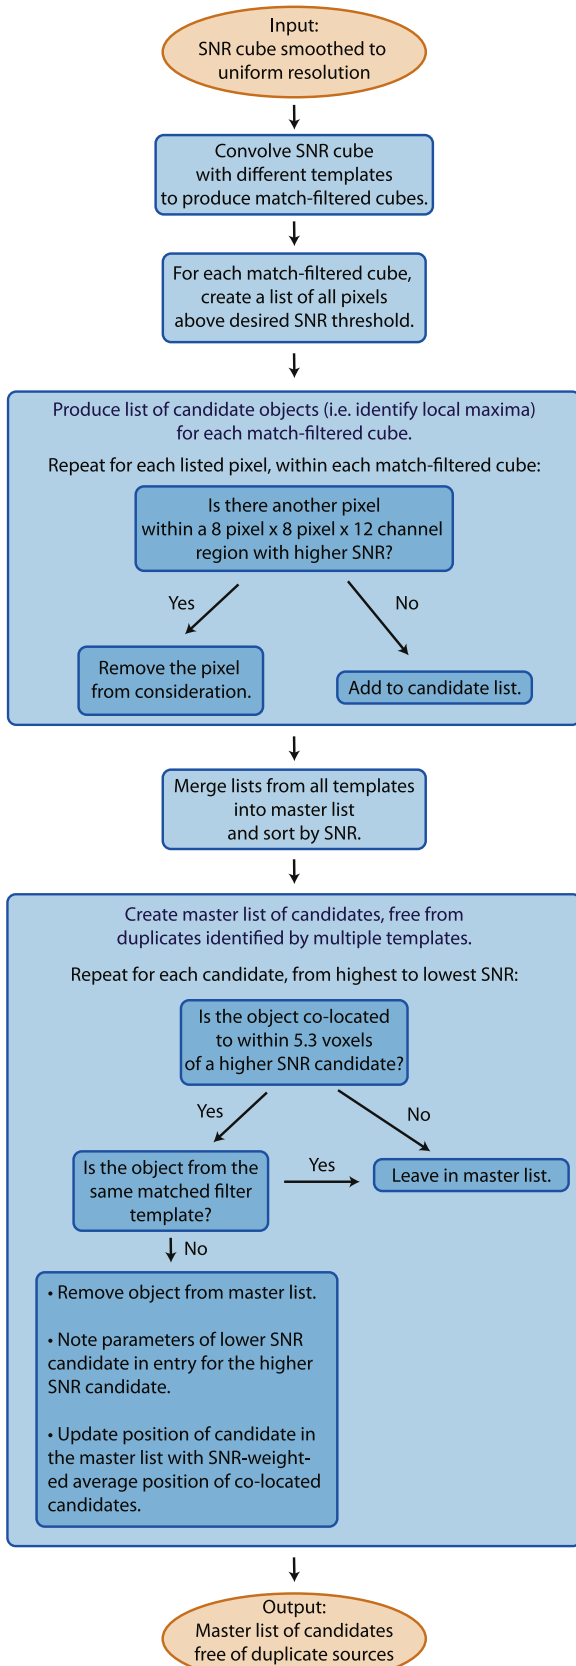 Input:
SNR cube smoothed to
uniform resolution
Convolve SNR cube
with different templates
to produce match-filtered cubes.
For each match-filtered cube,
create a list of all pixels
above desired SNR threshold.
Produce list of candidate objects (i.e. identify local maxima)
for each match-filtered cube.
Repeat for each listed pixel, within each match-filtered cube:
Is there another pixel
within a 8 pixel x 8 pixel x 12 channel
region with higher SNR?
Yes
No
Remove the pixel
from consideration.
Add to candidate list.
Merge lists from all templates
into master list
and sort by SNR.
Create master list of candidates, free from
duplicates identified by multiple templates.
Repeat for each candidate, from highest to lowest SNR:
Is the object co-located
to within 5.3 voxels
of a higher SNR candidate?
Yes
No
Is the object from the
same matched filter
template?
Yes
Leave in master list.
No
• Remove object from master list.
• Note parameters of lower SNR
candidate in entry for the higher
SNR candidate.
• Update position of candidate in
the master list with SNR-weight-
ed average position of co-located
candidates.
Output:
Master list of candidates
free of duplicate sources